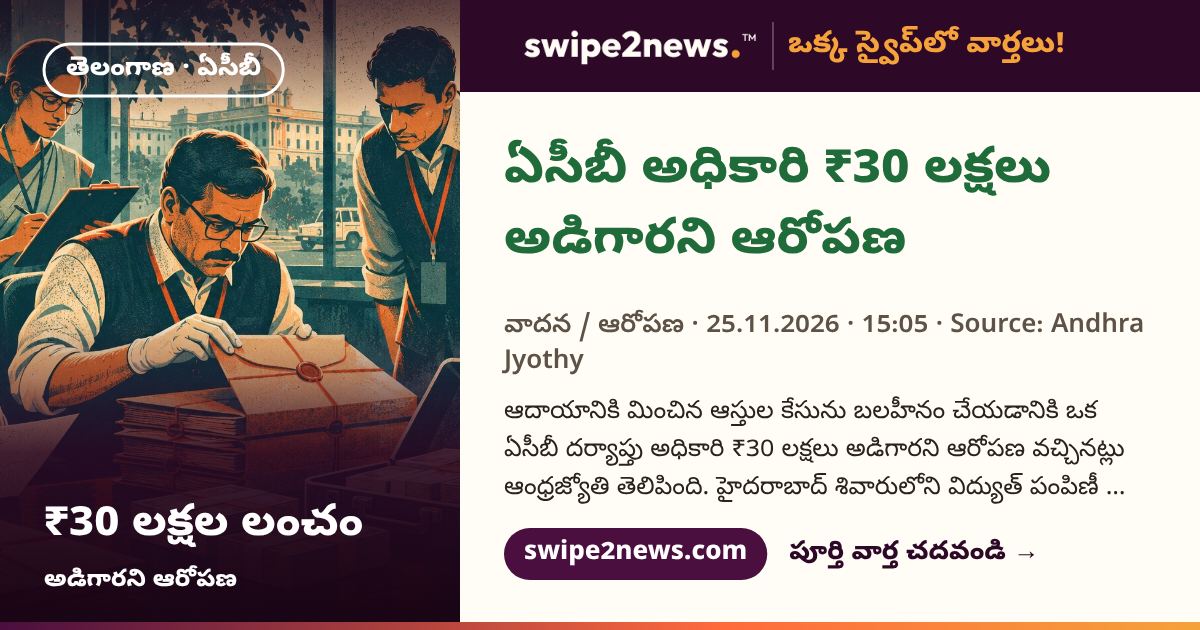 తెలంగాణ · ఏసీబీ
₹30 లక్షల లంచం
అడిగారని ఆరోపణ
swipe2news.™ | ఒక్క స్వైప్‌లో వార్తలు!
ఏసీబీ అధికారి ₹30 లక్షలు
అడిగారని ఆరోపణ
వాదన / ఆరోపణ · 25.11.2026 · 15:05 · Source: Andhra
Jyothy
ఆదాయానికి మించిన ఆస్తుల కేసును బలహీనం చేయడానికి ఒక
ఏసీబీ దర్యాప్తు అధికారి ₹30 లక్షలు అడిగారని ఆరోపణ వచ్చినట్లు
ఆంధ్రజ్యోతి తెలిపింది. హైదరాబాద్ శివారులోని విద్యుత్ పంపిణీ ...
swipe2news.com పూర్తి వార్త చదవండి →